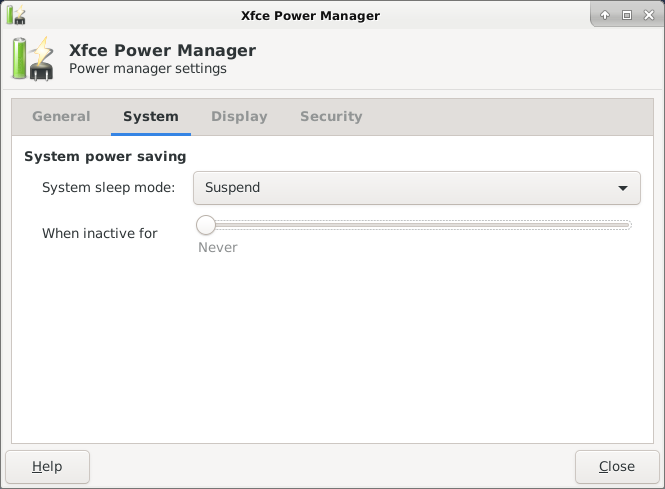 Xfce Power Manager
Xfce Power Manager
Power manager settings
General System Display Security
System power saving
System sleep mode: Suspend
When inactive for
Never
Help Close